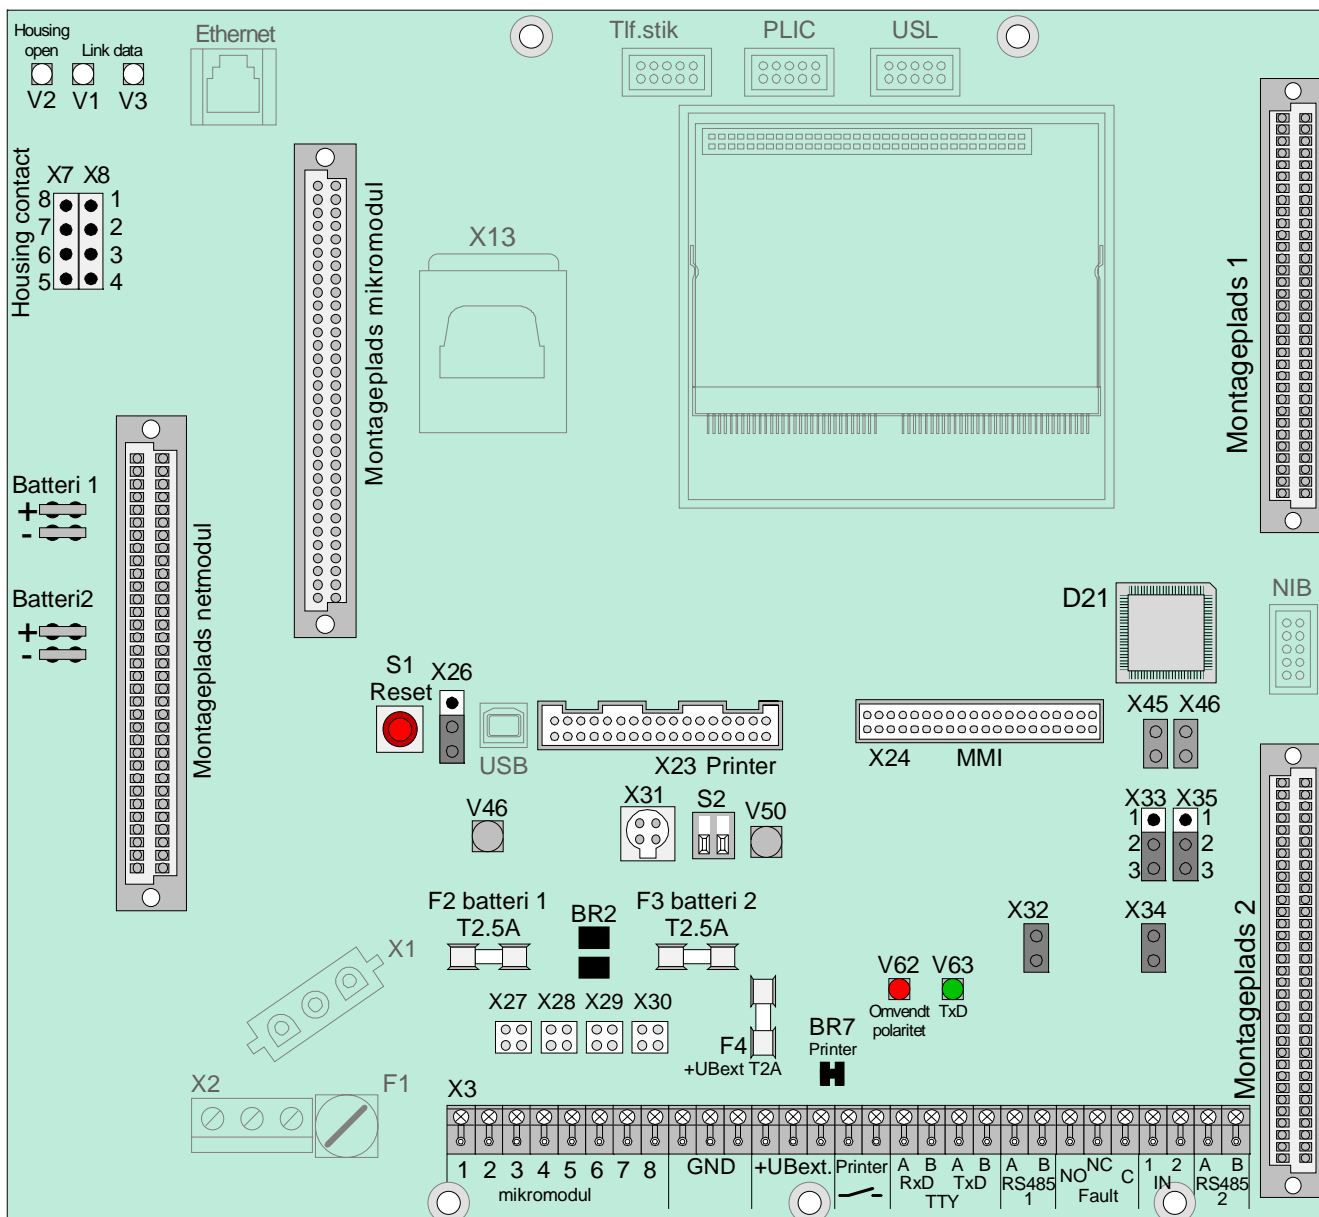 Housing
open
Link data
V2 V1 V3
Ethernet
Tlf.stik
PLIC
USL
Housing contact
X7 X8
8 1
7 2
6 3
5 4
X13
Montageplads mikromodul
Montageplads 1
Batteri 1
+
-
Batteri2
+
-
Montageplads netmodul
D21
NIB
S1
Reset
X26
USB
X23 Printer
X24 MMI
X45 X46
V46
X31
S2
V50
X33 X35
1 1
2 2
3 3
F2 batteri 1
T2.5A
BR2
F3 batteri 2
T2.5A
X32
X34
Montageplads 2
X1
X27 X28 X29 X30
V62 V63
Omvendt
polaritet
TxD
F4
+UBext T2A
BR7
Printer
X2
F1
X3
1 2 3 4 5 6 7 8
mikromodul
GND
+UBext.
Printer
A B A B
RxD TxD
TTY
A B
RS485
1
NO NC C
Fault
1 2
IN
A B
RS485
2